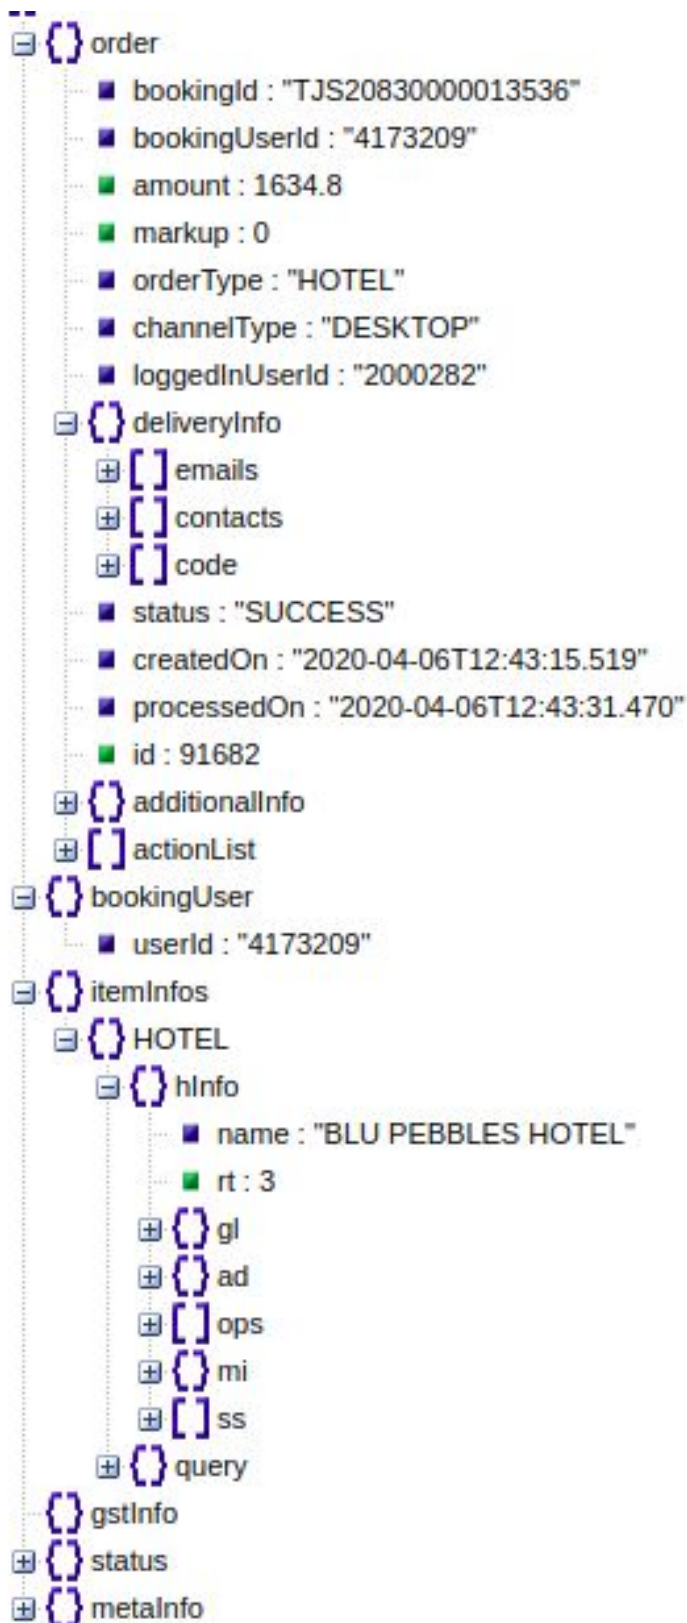 order
bookingId : "TJS20830000013536"
bookingUserId : "4173209"
amount : 1634.8
markup : 0
orderType : "HOTEL"
channelType : "DESKTOP"
loggedInUserId : "2000282"
deliveryInfo
emails
contacts
code
status : "SUCCESS"
createdOn : "2020-04-06T12:43:15.519"
processedOn : "2020-04-06T12:43:31.470"
id : 91682
additionalInfo
actionList
bookingUser
userId : "4173209"
itemInfos
HOTEL
hInfo
name : "BLU PEBBLES HOTEL"
rt : 3
gl
ad
ops
mi
ss
query
gstInfo
status
metaInfo